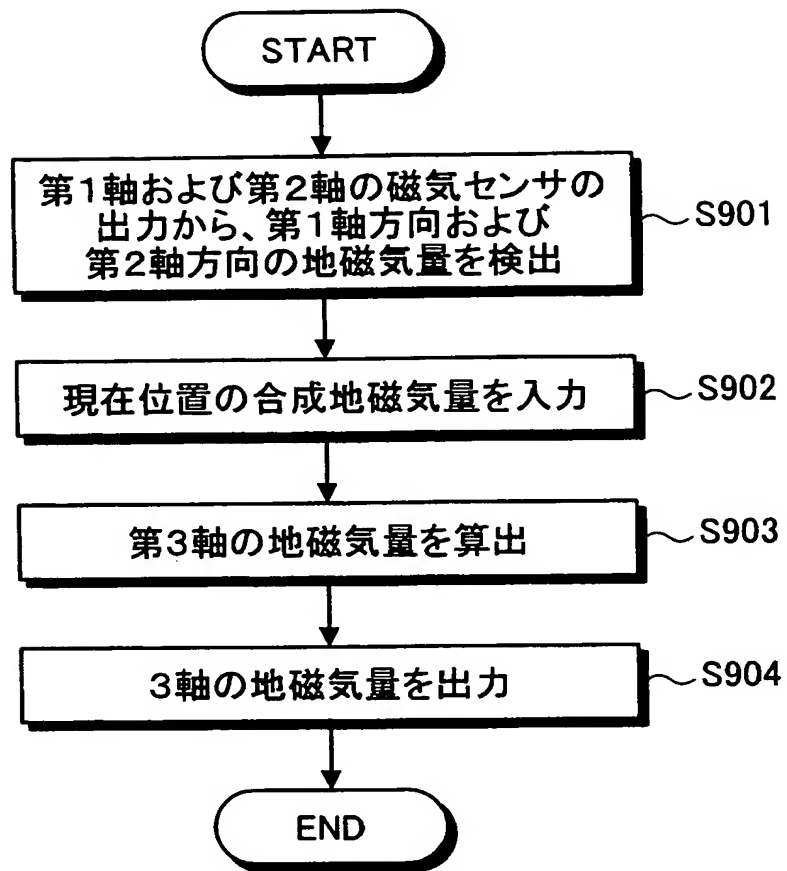 START
第1軸および第2軸の磁気センサの
出力から、第1軸方向および
第2軸方向の地磁気量を検出
S901
現在位置の合成地磁気量を入力
S902
第3軸の地磁気量を算出
S903
3軸の地磁気量を出力
S904
END